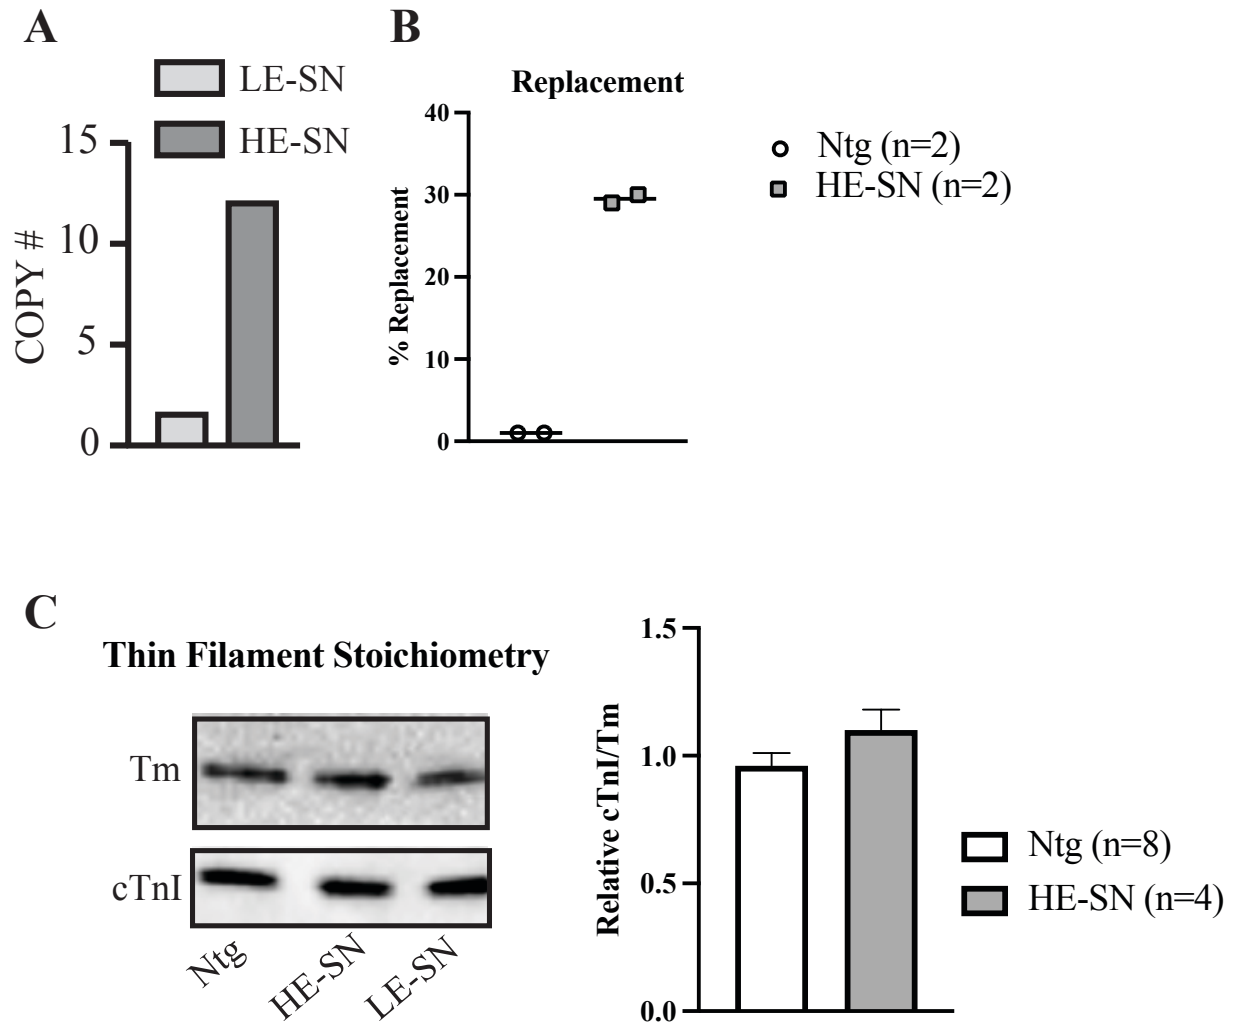 A
LE-SN
HE-SN
15
10
5
0
COPY #
B
Replacement
40
30
20
10
0
% Replacement
Ntg (n=2)
HE-SN (n=2)
C
Thin Filament Stoichiometry
Tm
cTnI
Ntg
HE-SN
LE-SN
1.5
1.0
0.5
0.0
Relative cTnI/Tm
Ntg (n=8)
HE-SN (n=4)